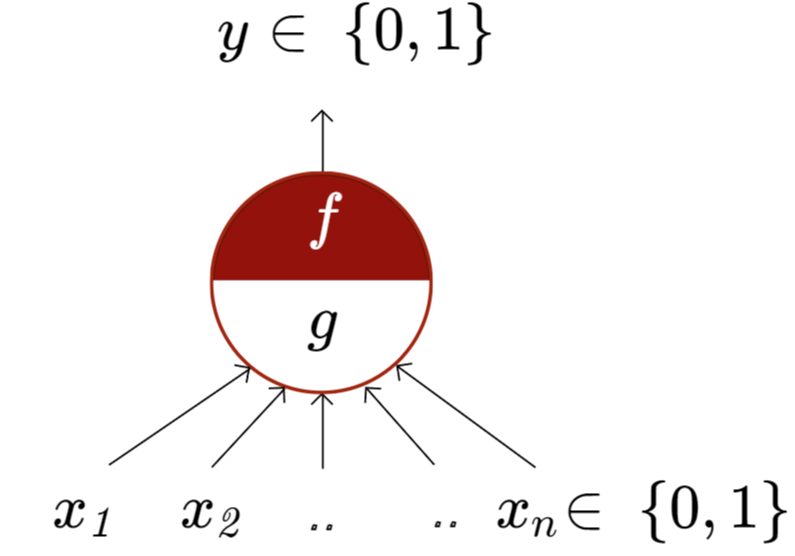 y ∈ {0, 1}
f
g
x₁ x₂ .. .. xₙ ∈ {0, 1}